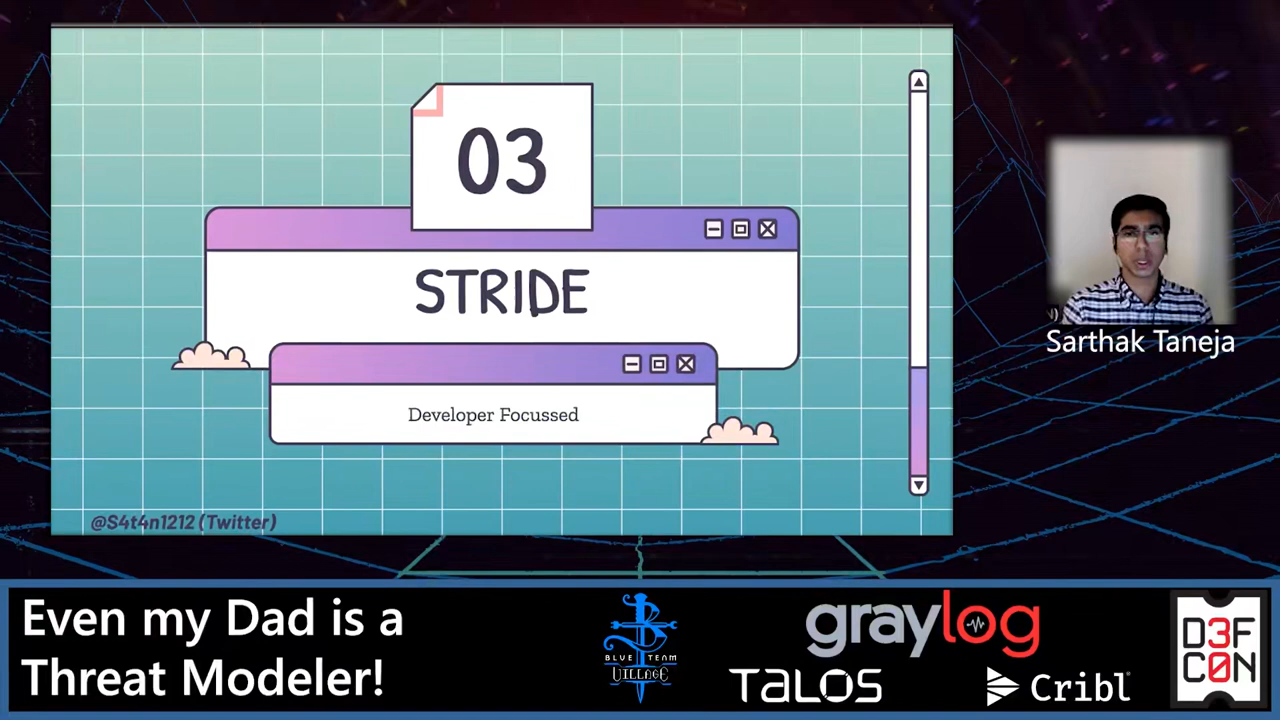 03
STRIDE
Developer Focussed
@S4t4n1212 (Twitter)
Sarthak Taneja
Even my Dad is a
Threat Modeler!
BLUE TEAM
VILLAGE
graylog
TALOS
Cribl
D3F
C0N